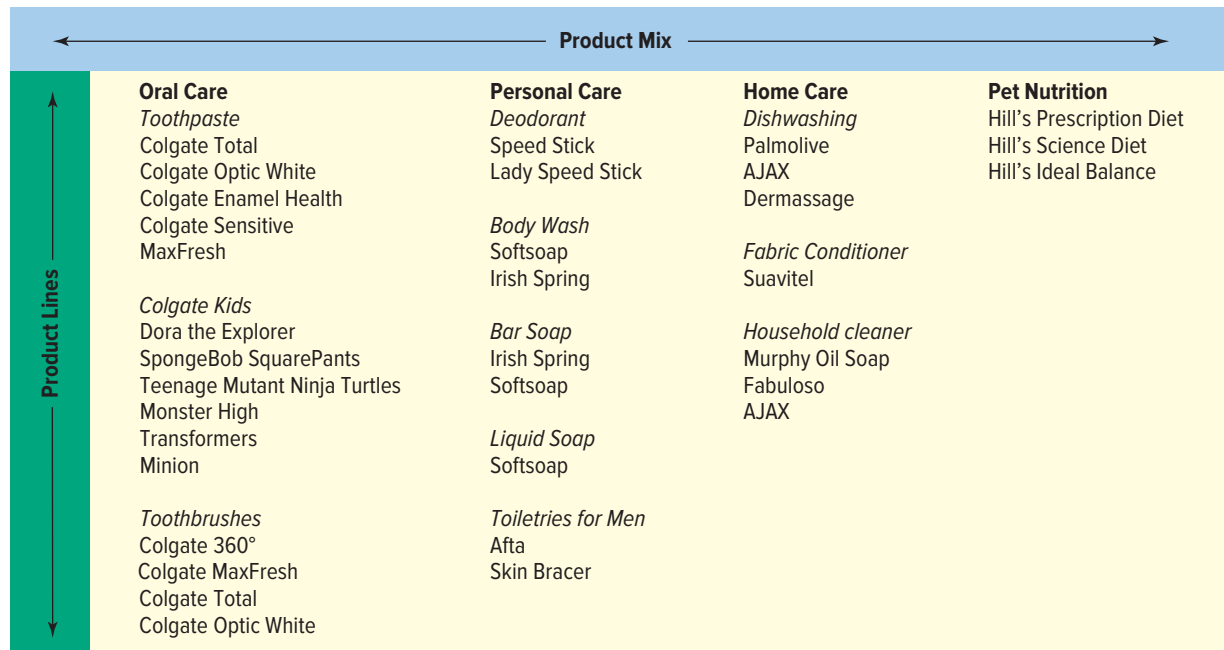 Product Mix
Product Lines
Oral Care
Toothpaste
Colgate Total
Colgate Optic White
Colgate Enamel Health
Colgate Sensitive
MaxFresh
Colgate Kids
Dora the Explorer
SpongeBob SquarePants
Teenage Mutant Ninja Turtles
Monster High
Transformers
Minion
Toothbrushes
Colgate 360°
Colgate MaxFresh
Colgate Total
Colgate Optic White
Personal Care
Deodorant
Speed Stick
Lady Speed Stick
Body Wash
Softsoap
Irish Spring
Bar Soap
Irish Spring
Softsoap
Liquid Soap
Softsoap
Toiletries for Men
Afta
Skin Bracer
Home Care
Dishwashing
Palmolive
AJAX
Dermassage
Fabric Conditioner
Suavitel
Household cleaner
Murphy Oil Soap
Fabuloso
AJAX
Pet Nutrition
Hill's Prescription Diet
Hill's Science Diet
Hill's Ideal Balance